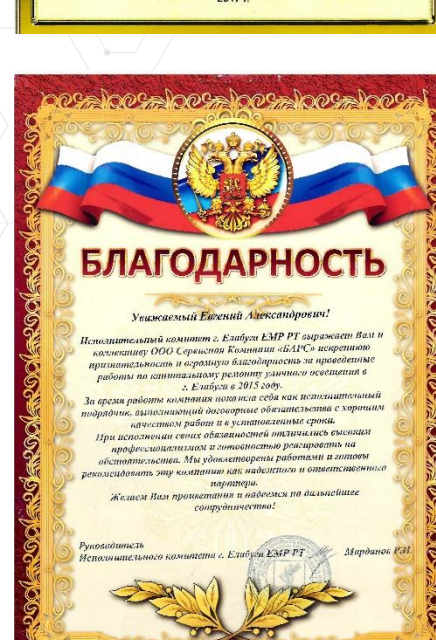 2014 г.
БЛАГОДАРНОСТЬ
Уважаемый Евгений Александрович!
Исполнительный комитет г. Елабуга ЕМР РТ выражает Вам и
коллективу ООО Сервисная Компания «БАРС» искреннюю
признательность и огромную благодарность за проведенные
работы по капитальному ремонту уличного освещения в
г. Елабуга в 2015 году.
За время работы компания показала себя как исполнительный
подрядчик, выполняющий договорные обязательства с хорошим
качеством работ и в установленные сроки.
При исполнении своих обязанностей отличились высоким
профессионализмом и готовностью реагировать на
обстоятельства. Мы удовлетворены работами и готовы
рекомендовать эту компанию как надежного и ответственного
партнера.
Желаем Вам процветания и надеемся на дальнейшее
сотрудничество!
Руководитель
Исполнительного комитета г. Елабуга ЕМР РТ Марданов Р.И.